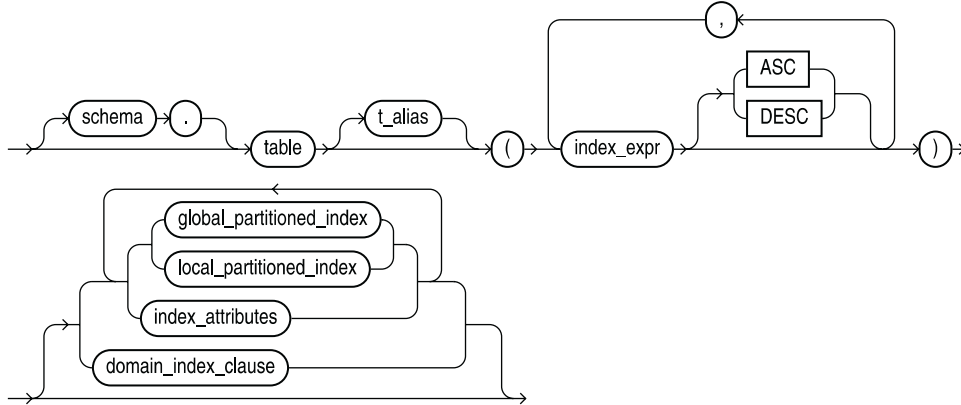 ,
ASC
schema . t_alias DESC
table ( index_expr )
global_partitioned_index
local_partitioned_index
index_attributes
domain_index_clause